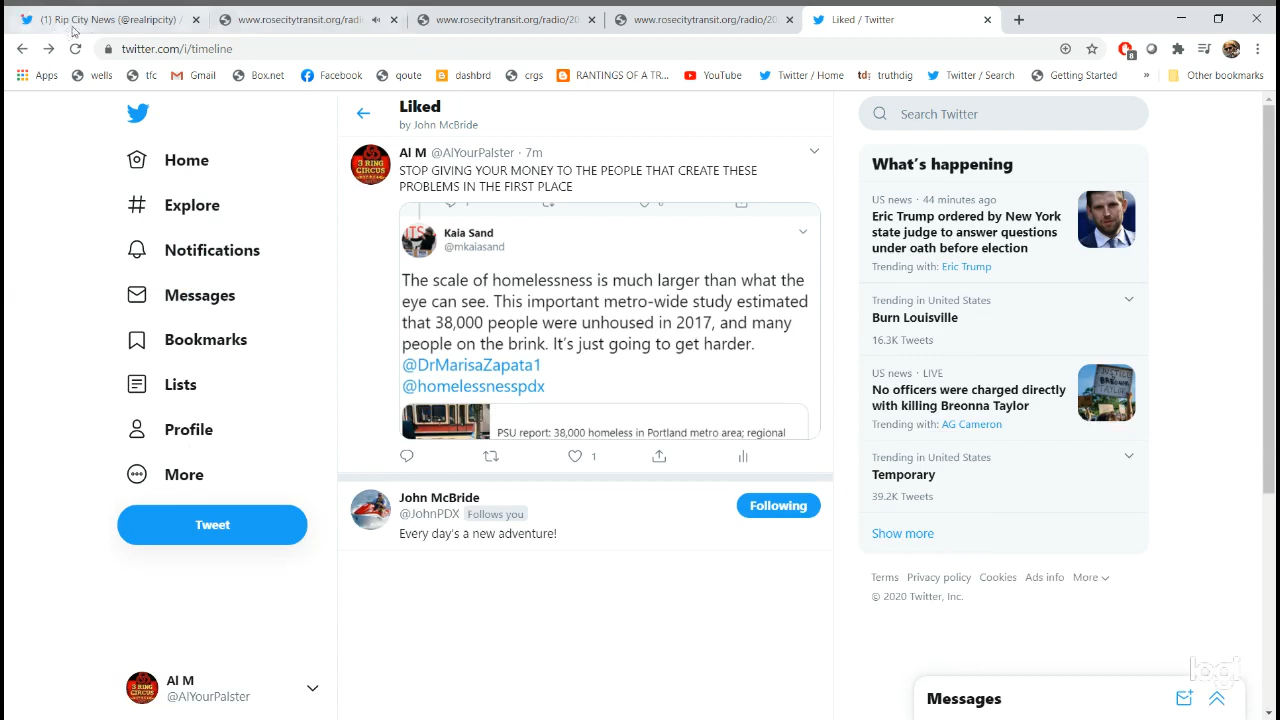 (1) Rip City News (@realripcity) /
www.rosecitytransit.org/radi
www.rosecitytransit.org/radio/20
www.rosecitytransit.org/radio/20
Liked / Twitter
twitter.com/i/timeline
8
Apps
wells
tfc
Gmail
Box.net
Facebook
qoute
dashbrd
crgs
RANTINGS OF A TR...
YouTube
Twitter / Home
td: truthdig
Twitter / Search
Getting Started
»
Other bookmarks
Home
Explore
Notifications
Messages
Bookmarks
Lists
Profile
More
Tweet
Al M
@AlYourPalster
Liked
by John McBride
3 RING CIRCUS
Al M @AlYourPalster · 7m
STOP GIVING YOUR MONEY TO THE PEOPLE THAT CREATE THESE
PROBLEMS IN THE FIRST PLACE
Kaia Sand
@mkaiasand
The scale of homelessness is much larger than what the
eye can see. This important metro-wide study estimated
that 38,000 people were unhoused in 2017, and many
people on the brink. It's just going to get harder.
@DrMarisaZapata1
@homelessnesspdx
PSU report: 38,000 homeless in Portland metro area; regional
1
John McBride
@JohnPDX Follows you
Every day's a new adventure!
Following
Search Twitter
What's happening
US news · 44 minutes ago
Eric Trump ordered by New York
state judge to answer questions
under oath before election
Trending with: Eric Trump
Trending in United States
Burn Louisville
16.3K Tweets
US news · LIVE
No officers were charged directly
with killing Breonna Taylor
Trending with: AG Cameron
Trending in United States
Temporary
39.2K Tweets
Show more
Terms Privacy policy Cookies Ads info More
© 2020 Twitter, Inc.
logi
Messages